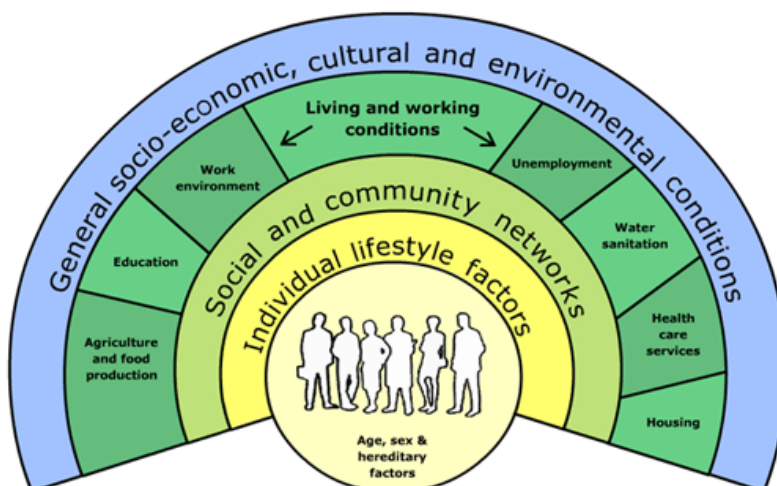 General socio-economic, cultural and environmental conditions
Living and working
conditions
Work
environment
Unemployment
Education
Water
sanitation
Agriculture
and food
production
Health
care
services
Housing
Social and community networks
Individual lifestyle factors
Age, sex &
hereditary
factors